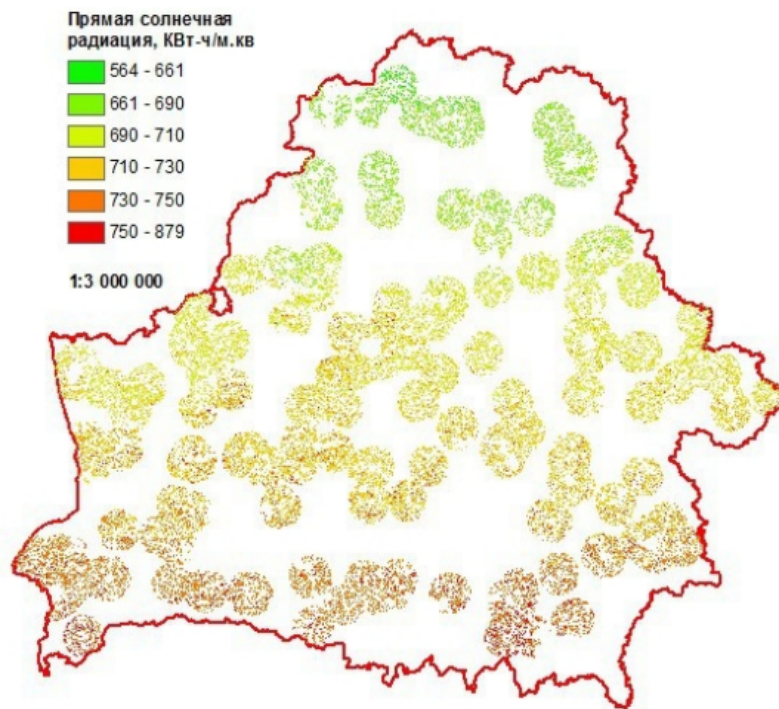 Прямая солнечная
радиация, КВт-ч/м.кв
564 - 661
661 - 690
690 - 710
710 - 730
730 - 750
750 - 879
1:3 000 000